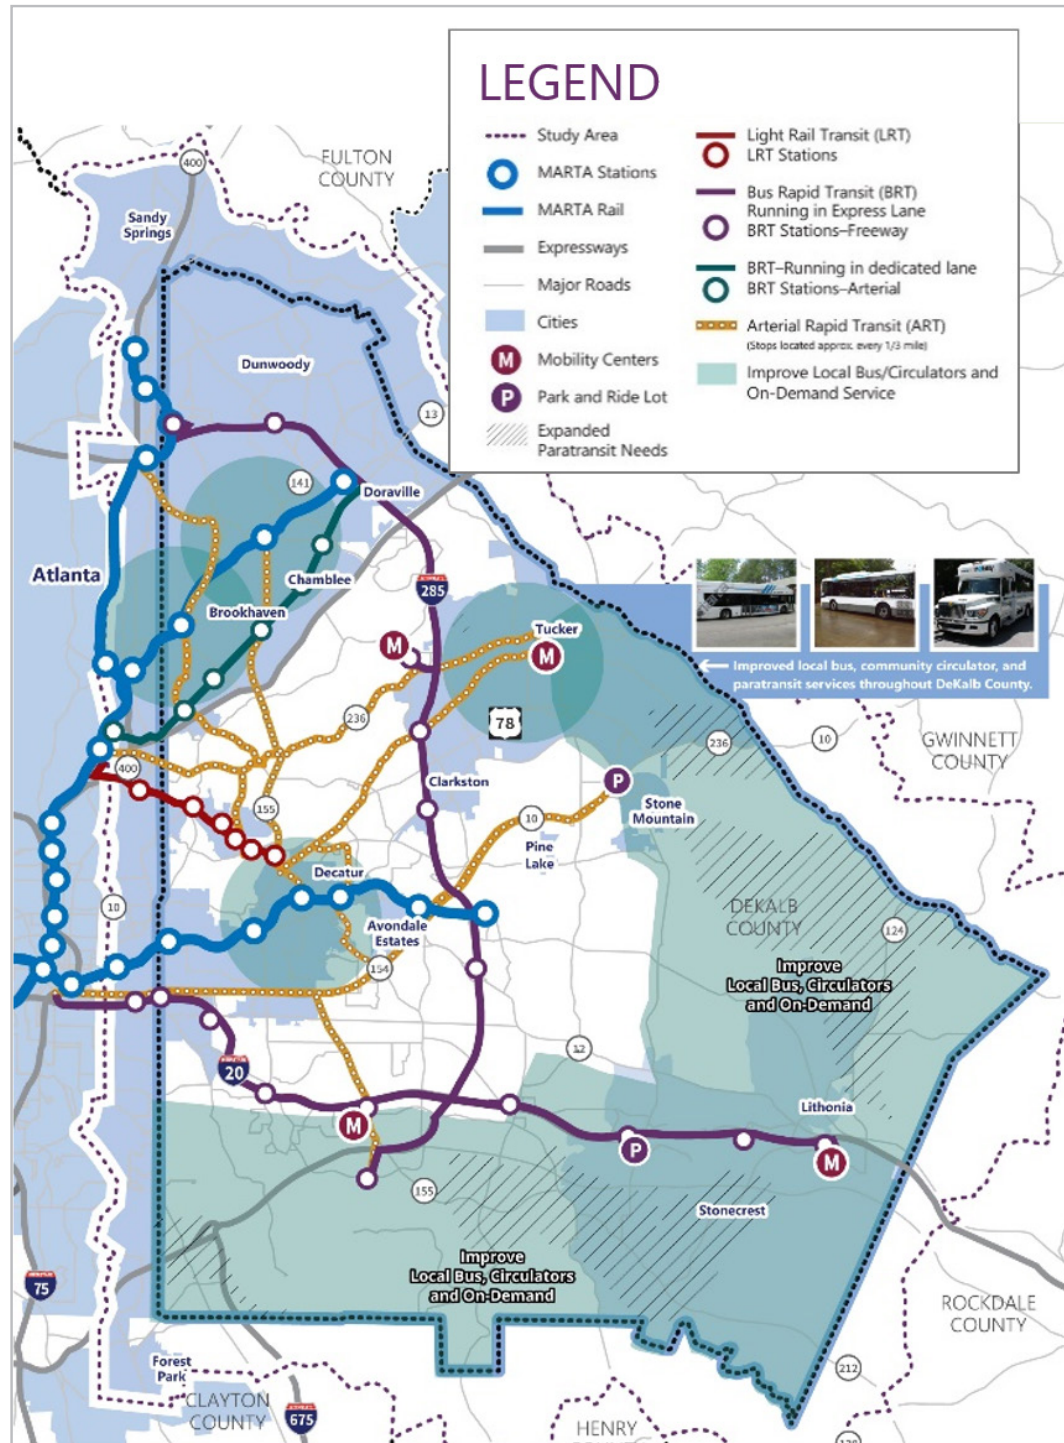 LEGEND
Study Area
MARTA Stations
MARTA Rail
Expressways
Major Roads
Cities
M
Mobility Centers
P
Park and Ride Lot
Expanded
Paratransit Needs
Light Rail Transit (LRT)
LRT Stations
Bus Rapid Transit (BRT)
Running in Express Lane
BRT Stations–Freeway
BRT–Running in dedicated lane
BRT Stations–Arterial
Arterial Rapid Transit (ART)
(Stops located approx. every 1/3 mile)
Improve Local Bus/Circulators and
On-Demand Service
FULTON
COUNTY
400
Sandy
Springs
Dunwoody
13
141
Doraville
Atlanta
Chamblee
285
Brookhaven
Tucker
M
M
← Improved local bus, community circulator, and
paratransit services throughout DeKalb County.
236
78
236
10
GWINNETT
COUNTY
400
Clarkston
P
155
10
Stone
Mountain
Pine
Lake
Decatur
10
DEKALB
COUNTY
Avondale
Estates
124
154
Improve
Local Bus, Circulators
and On-Demand
12
20
M
Lithonia
P
M
155
Stonecrest
Improve
Local Bus, Circulators
and On-Demand
75
ROCKDALE
COUNTY
Forest
Park
212
CLAYTON
COUNTY
675
HENRY